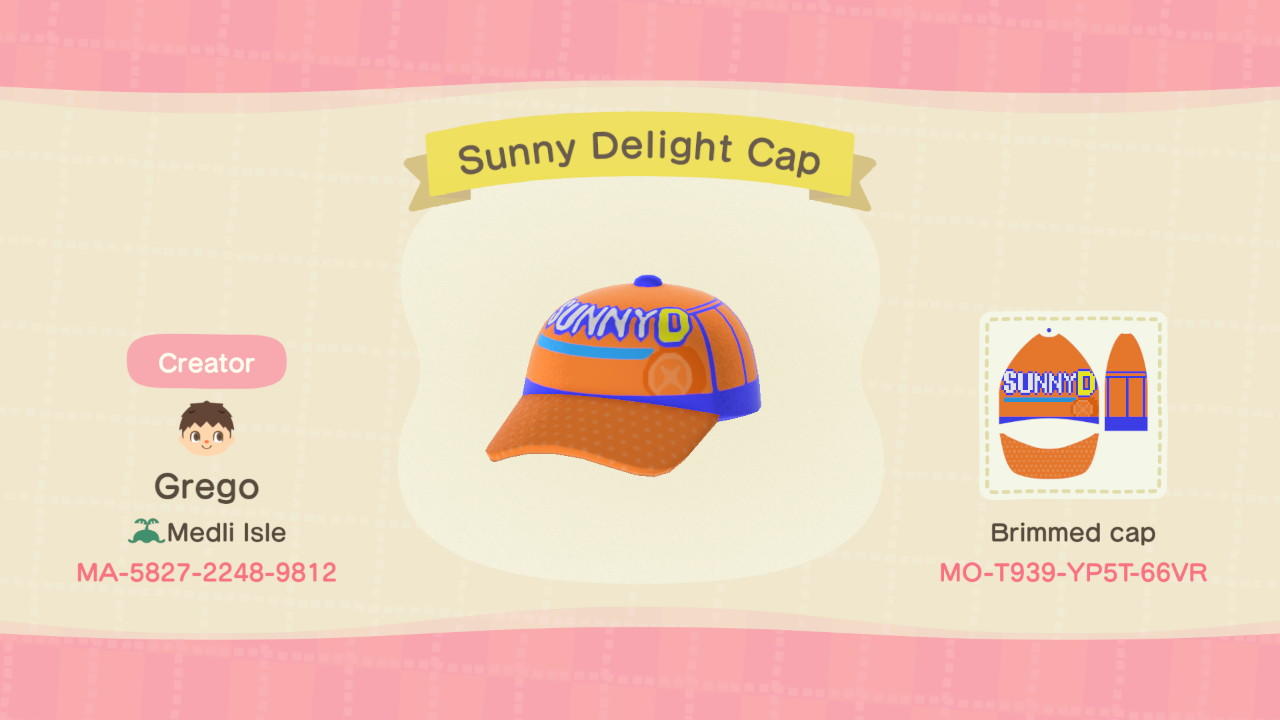 Sunny Delight Cap
SUNNYD
Creator
Grego
Medli Isle
MA-5827-2248-9812
SUNNYD
Brimmed cap
MO-T939-YP5T-66VR